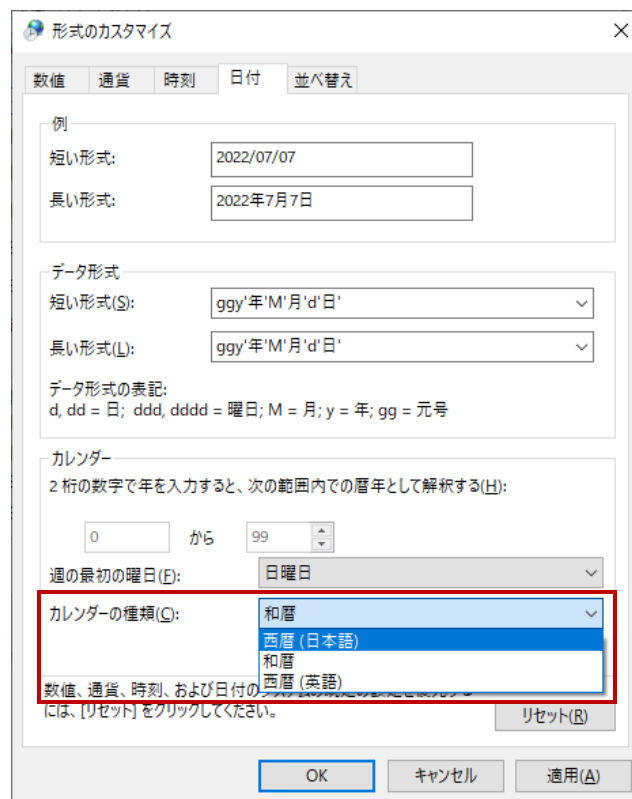 形式のカスタマイズ
数値 通貨 時刻 日付 並べ替え
例
短い形式: 2022/07/07
長い形式: 2022年7月7日
データ形式
短い形式(S): ggy'年'M'月'd'日'
長い形式(L): ggy'年'M'月'd'日'
データ形式の表記:
d, dd = 日; ddd, dddd = 曜日; M = 月; y = 年; gg = 元号
カレンダー
2 桁の数字で年を入力すると、次の範囲内での暦年として解釈する(H):
0 から 99
週の最初の曜日(F): 日曜日
カレンダーの種類(C): 和暦
西暦 (日本語)
和暦
西暦 (英語)
数値、通貨、時刻、および日付の
には、[リセット] をクリックしてください。
リセット(R)
OK キャンセル 適用(A)